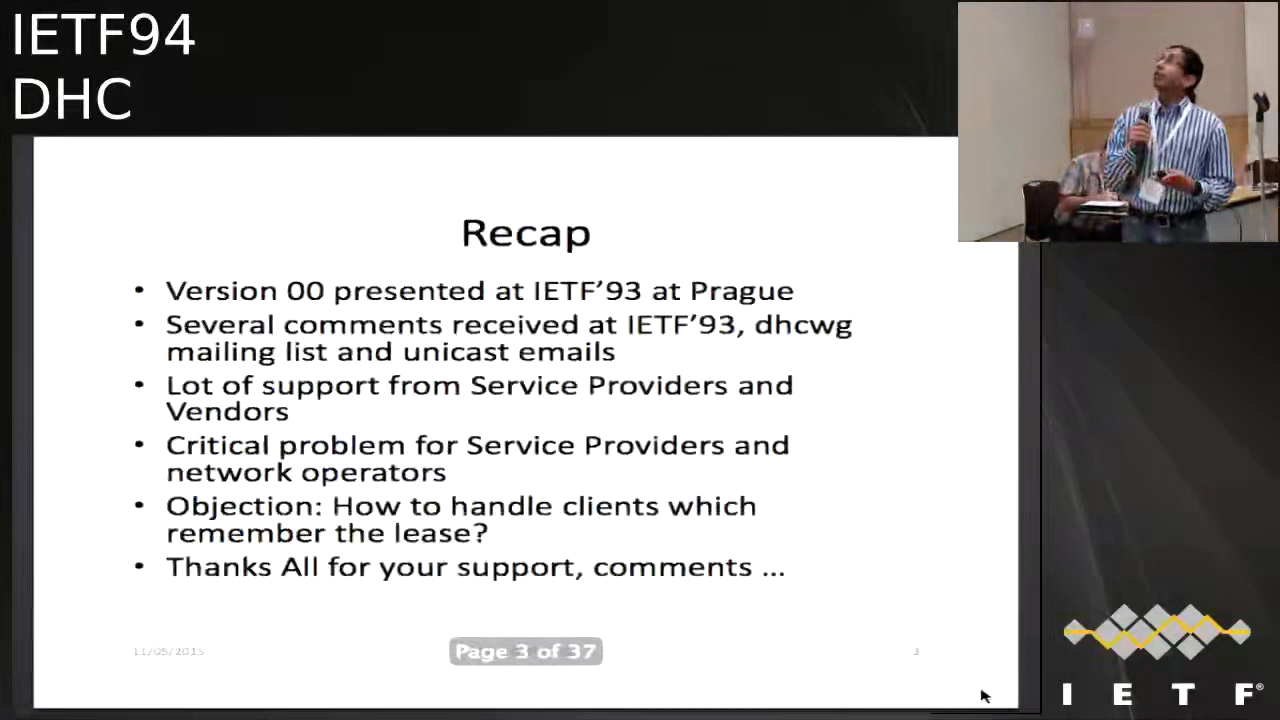 IETF94
DHC
Recap
• Version 00 presented at IETF’93 at Prague
• Several comments received at IETF’93, dhcwg
mailing list and unicast emails
• Lot of support from Service Providers and
Vendors
• Critical problem for Service Providers and
network operators
• Objection: How to handle clients which
remember the lease?
• Thanks All for your support, comments ...
11/05/2015
Page 3 of 37
3
I E T F®